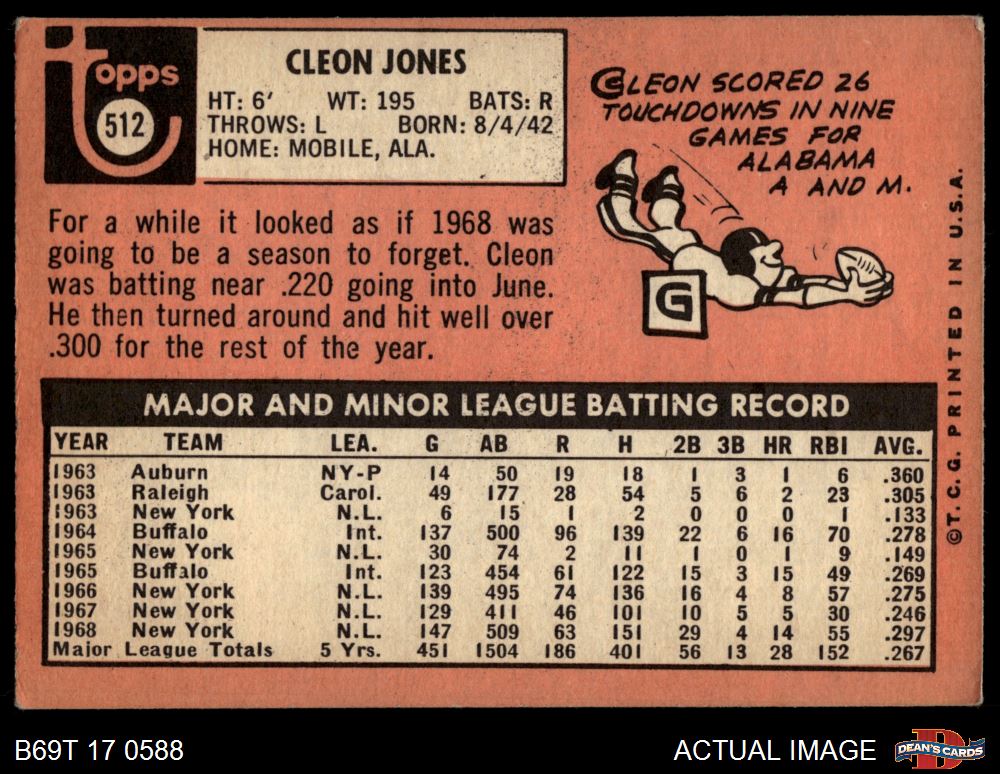 topps
512
CLEON JONES
HT: 6' WT: 195 BATS: R
THROWS: L BORN: 8/4/42
HOME: MOBILE, ALA.
For a while it looked as if 1968 was
going to be a season to forget. Cleon
was batting near .220 going into June.
He then turned around and hit well over
.300 for the rest of the year.
CLEON SCORED 26
TOUCHDOWNS IN NINE
GAMES FOR
ALABAMA
A AND M.
G
MAJOR AND MINOR LEAGUE BATTING RECORD
YEAR TEAM LEA. G AB R H 2B 3B HR RBI AVG.
1963 Auburn NY-P 14 50 19 18 1 3 1 6 .360
1963 Raleigh Carol. 49 177 28 54 5 6 2 23 .305
1963 New York N.L. 6 15 1 2 0 0 0 1 .133
1964 Buffalo Int. 137 500 96 139 22 6 16 70 .278
1965 New York N.L. 30 74 2 11 1 0 1 9 .149
1965 Buffalo Int. 123 454 61 122 15 3 15 49 .269
1966 New York N.L. 139 495 74 136 16 4 8 57 .275
1967 New York N.L. 129 411 46 101 10 5 5 30 .246
1968 New York N.L. 147 509 63 151 29 4 14 55 .297
Major League Totals 5 Yrs. 451 1504 186 401 56 13 28 152 .267
©T.C.G. PRINTED IN U.S.A.
B69T 17 0588
ACTUAL IMAGE
D
DEAN'S CARDS